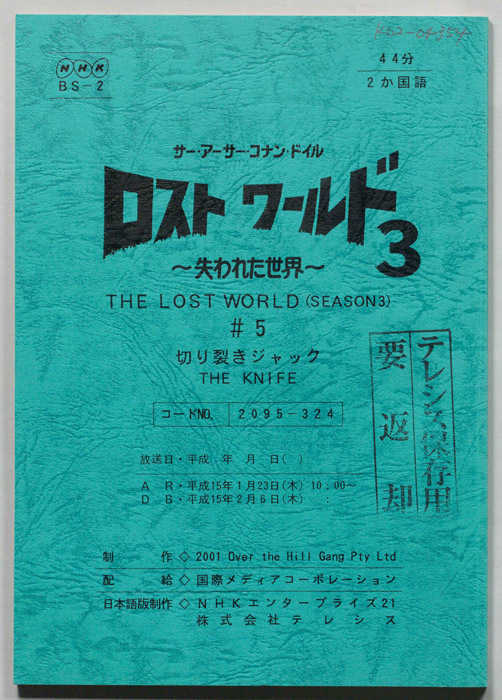 K02-04354
NHK
BS-2
44分
2か国語
サー・アーサー・コナン・ドイル
ロスト ワールド3
～失われた世界～
THE LOST WORLD (SEASON3)
#5
切り裂きジャック
THE KNIFE
コードNO. 2095-324
テレシス保存用
要返却
放送日・平成 年 月 日( )
A R・平成15年1月23日(木) 10:00～
D B・平成15年2月6日(木) :
制 作◇2001 Over the Hill Gang Pty Ltd
配 給◇国際メディアコーポレーション
日本語版制作◇NHKエンタープライズ21
株式会社テレシス